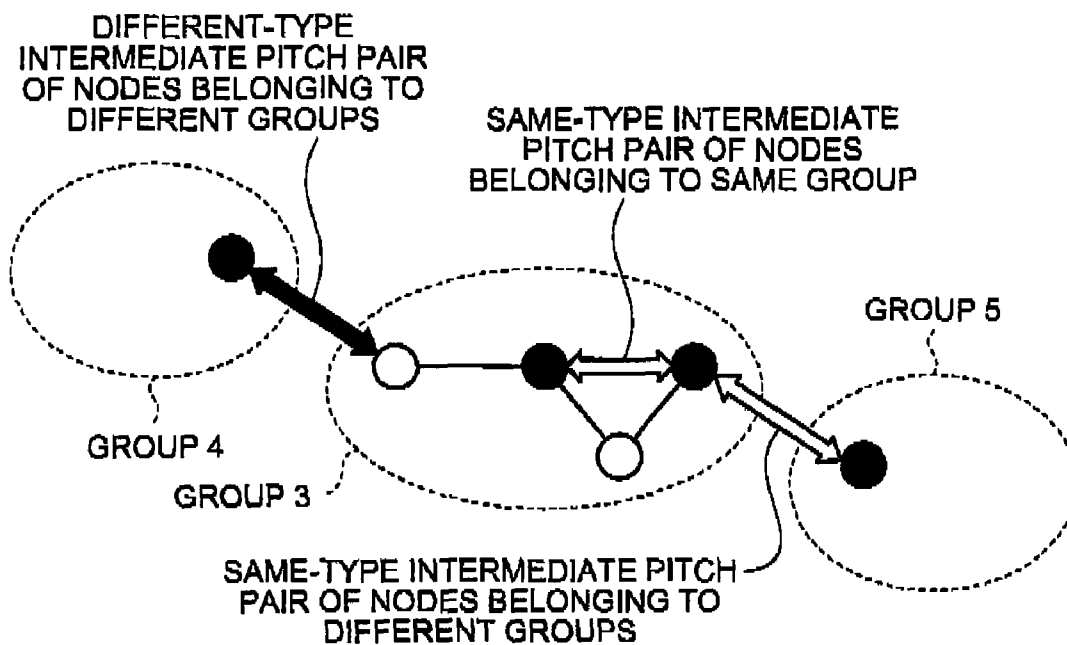 DIFFERENT-TYPE
INTERMEDIATE PITCH PAIR
OF NODES BELONGING TO
DIFFERENT GROUPS
SAME-TYPE INTERMEDIATE
PITCH PAIR OF NODES
BELONGING TO SAME GROUP
GROUP 5
GROUP 4
GROUP 3
SAME-TYPE INTERMEDIATE PITCH
PAIR OF NODES BELONGING TO
DIFFERENT GROUPS